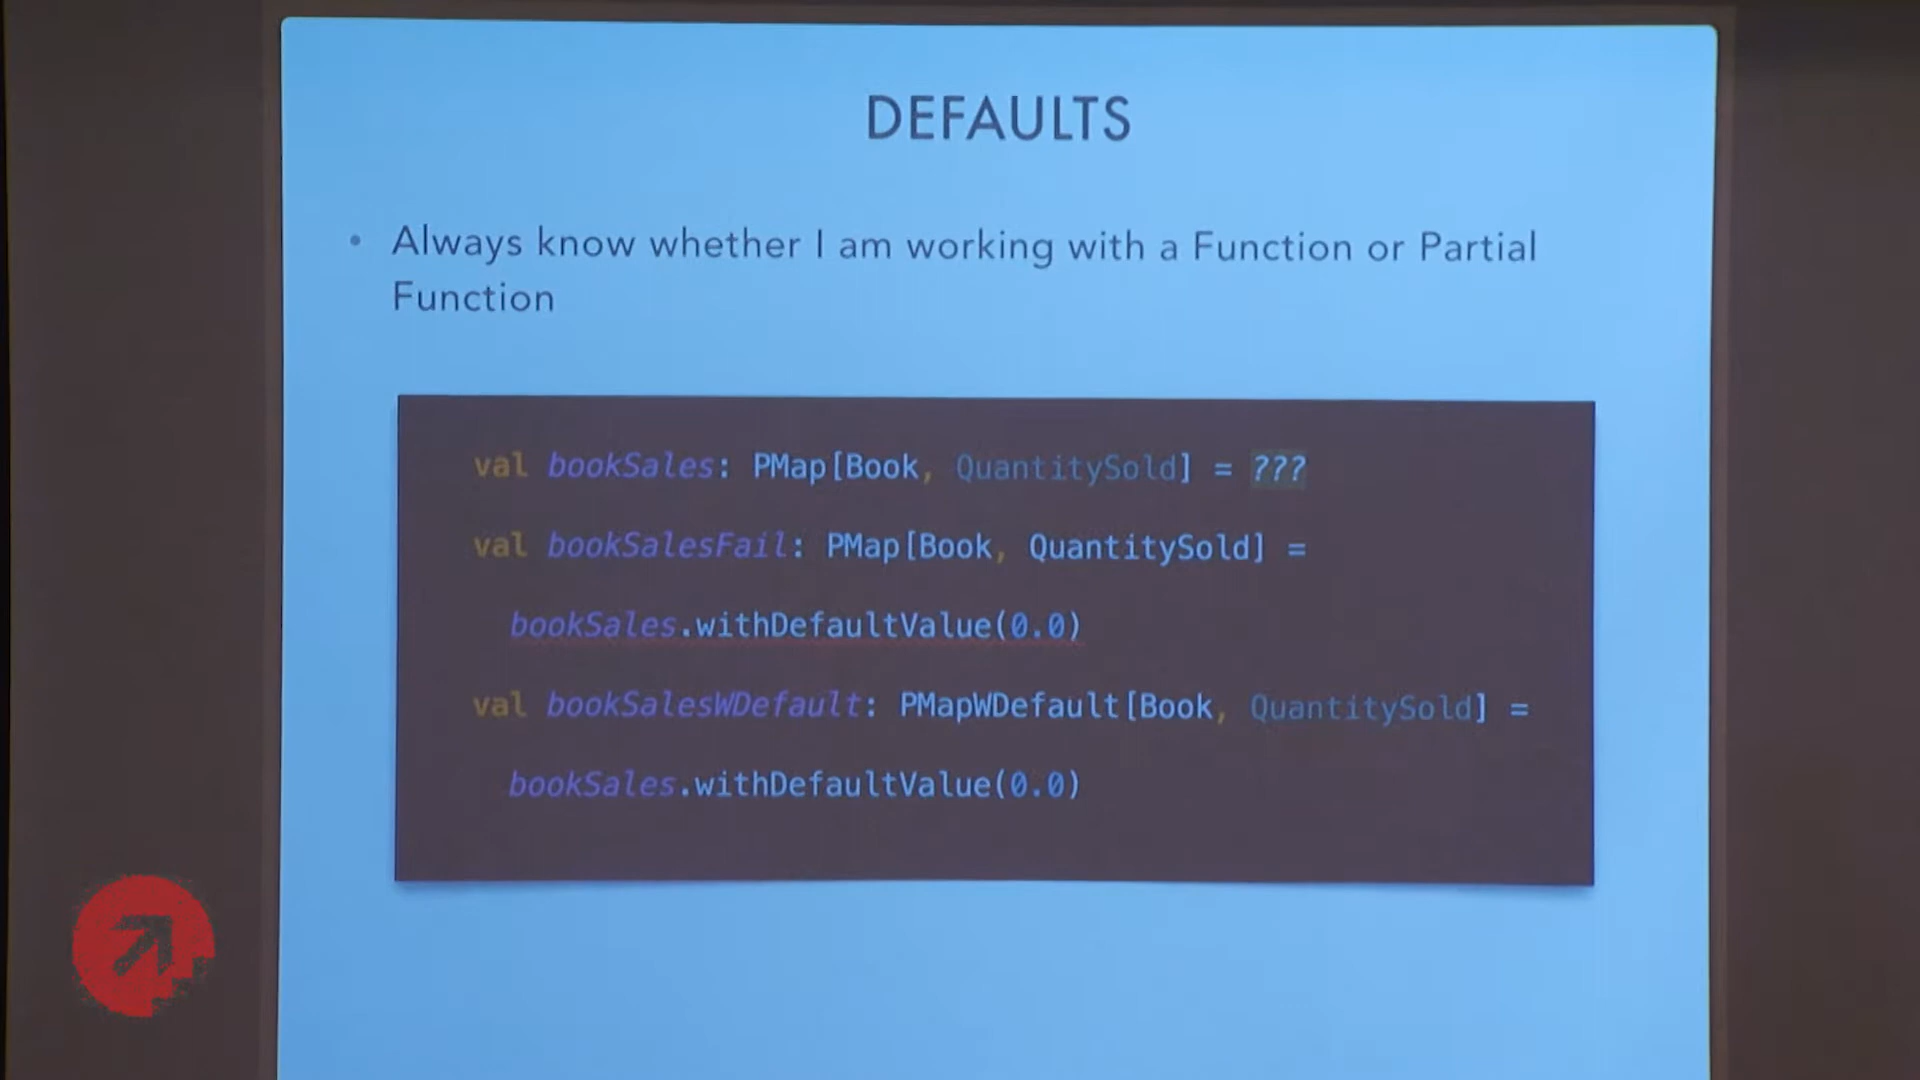 DEFAULTS
• Always know whether I am working with a Function or Partial
Function
val bookSales: PMap[Book, QuantitySold] = ???
val bookSalesFail: PMap[Book, QuantitySold] =
bookSales.withDefaultValue(0.0)
val bookSalesWDefault: PMapWDefault[Book, QuantitySold] =
bookSales.withDefaultValue(0.0)